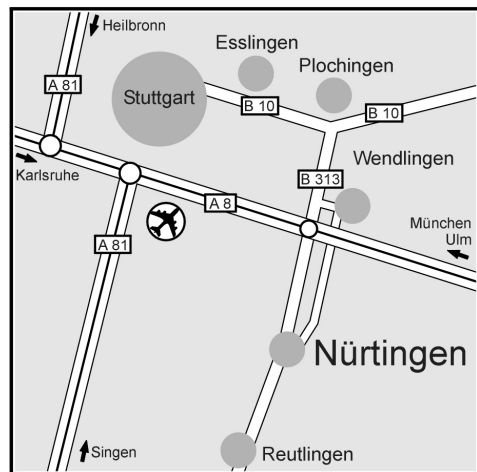 Heilbronn
Esslingen
Plochingen
A 81
Stuttgart
B 10
B 10
Wendlingen
Karlsruhe
B 313
A 8
München
Ulm
A 81
Nürtingen
Singen
Reutlingen